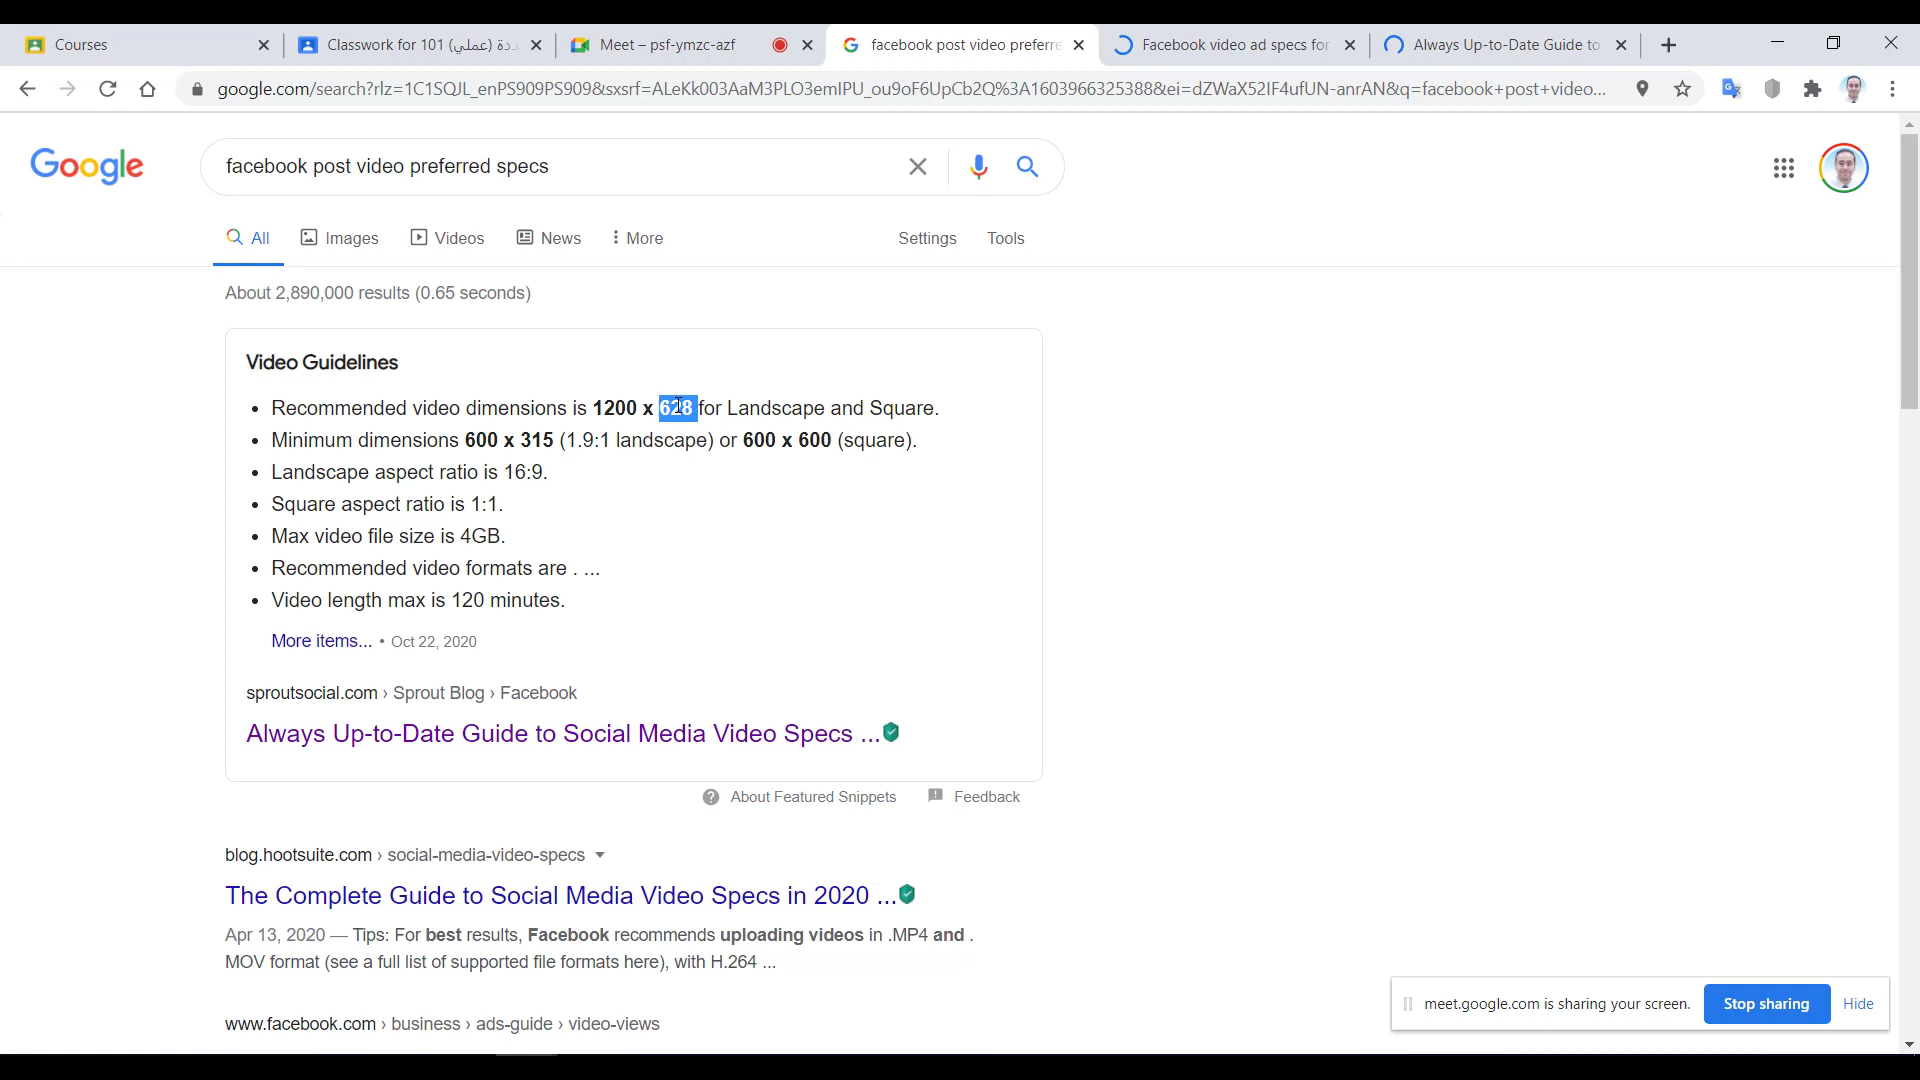 Courses
Classwork for 101 (عملي)
Meet – psf-ymzc-azf
facebook post video preferre
Facebook video ad specs for
Always Up-to-Date Guide to
google.com/search?rlz=1C1SQJL_enPS909PS909&sxsrf=ALeKk003AaM3PLO3emIPU_ou9oF6UpCb2Q%3A1603966325388&ei=dZWaX52IF4ufUN-anrAN&q=facebook+post+video...
Google
facebook post video preferred specs
All
Images
Videos
News
More
Settings
Tools
About 2,890,000 results (0.65 seconds)
Video Guidelines
• Recommended video dimensions is 1200 x 628 for Landscape and Square.
• Minimum dimensions 600 x 315 (1.9:1 landscape) or 600 x 600 (square).
• Landscape aspect ratio is 16:9.
• Square aspect ratio is 1:1.
• Max video file size is 4GB.
• Recommended video formats are . ...
• Video length max is 120 minutes.
More items... • Oct 22, 2020
sproutsocial.com › Sprout Blog › Facebook
Always Up-to-Date Guide to Social Media Video Specs ...
About Featured Snippets
Feedback
blog.hootsuite.com › social-media-video-specs
The Complete Guide to Social Media Video Specs in 2020 ...
Apr 13, 2020 — Tips: For best results, Facebook recommends uploading videos in .MP4 and .
MOV format (see a full list of supported file formats here), with H.264 ...
www.facebook.com › business › ads-guide › video-views
meet.google.com is sharing your screen.
Stop sharing
Hide